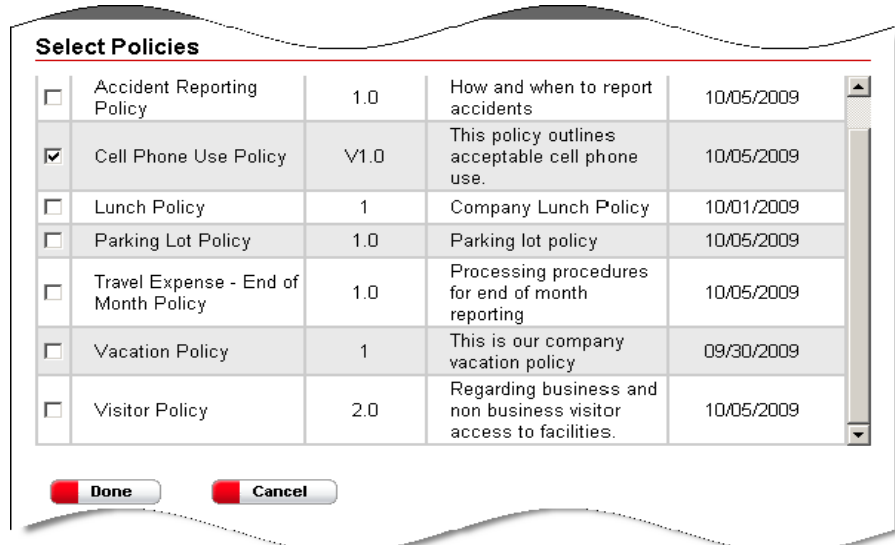 Select Policies
Accident Reporting
Policy
1.0
How and when to report
accidents
10/05/2009
Cell Phone Use Policy
V1.0
This policy outlines
acceptable cell phone
use.
10/05/2009
Lunch Policy
1
Company Lunch Policy
10/01/2009
Parking Lot Policy
1.0
Parking lot policy
10/05/2009
Travel Expense - End of
Month Policy
1.0
Processing procedures
for end of month
reporting
10/05/2009
Vacation Policy
1
This is our company
vacation policy
09/30/2009
Visitor Policy
2.0
Regarding business and
non business visitor
access to facilities.
10/05/2009
Done
Cancel